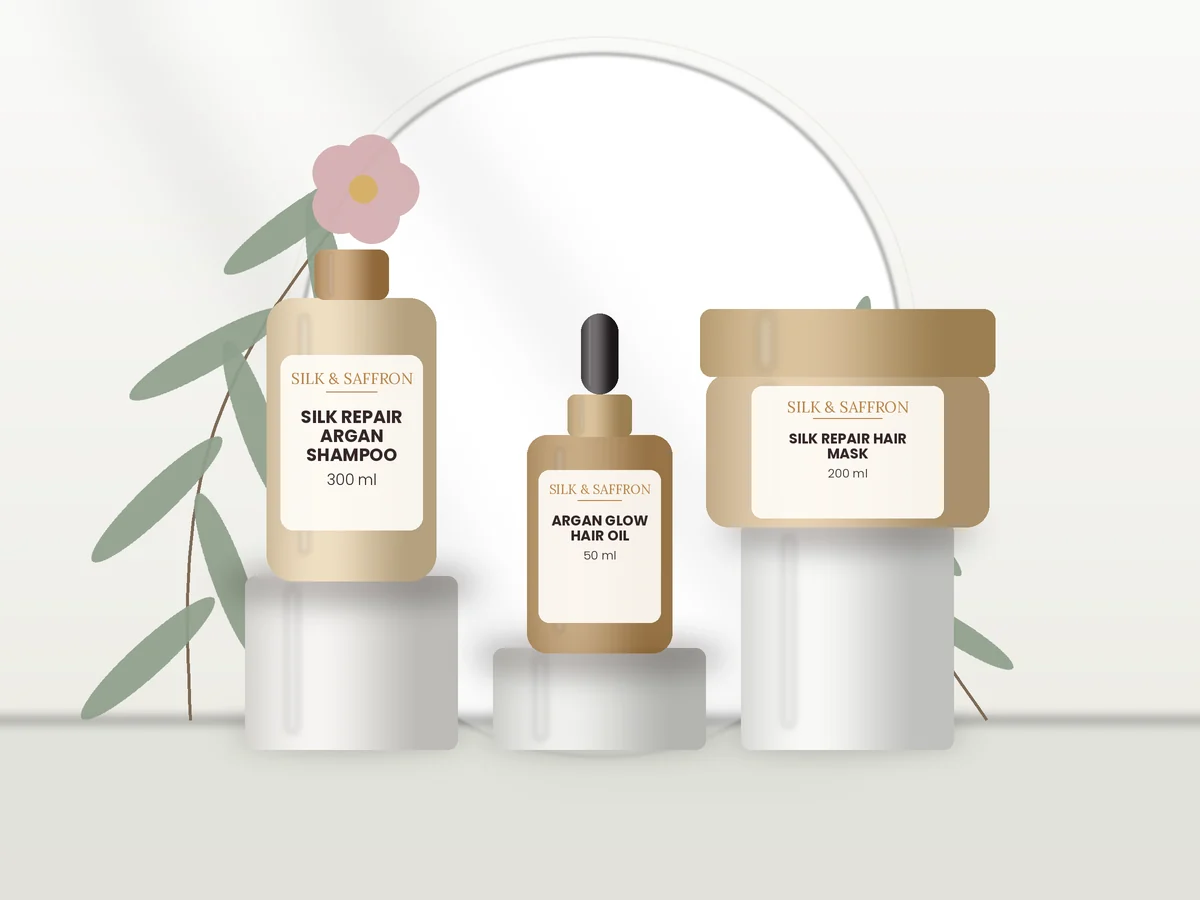 SILK & SAFFRON
SILK REPAIR
ARGAN
SHAMPOO
300 ml
SILK & SAFFRON
ARGAN GLOW
HAIR OIL
50 ml
SILK & SAFFRON
SILK REPAIR HAIR
MASK
200 ml